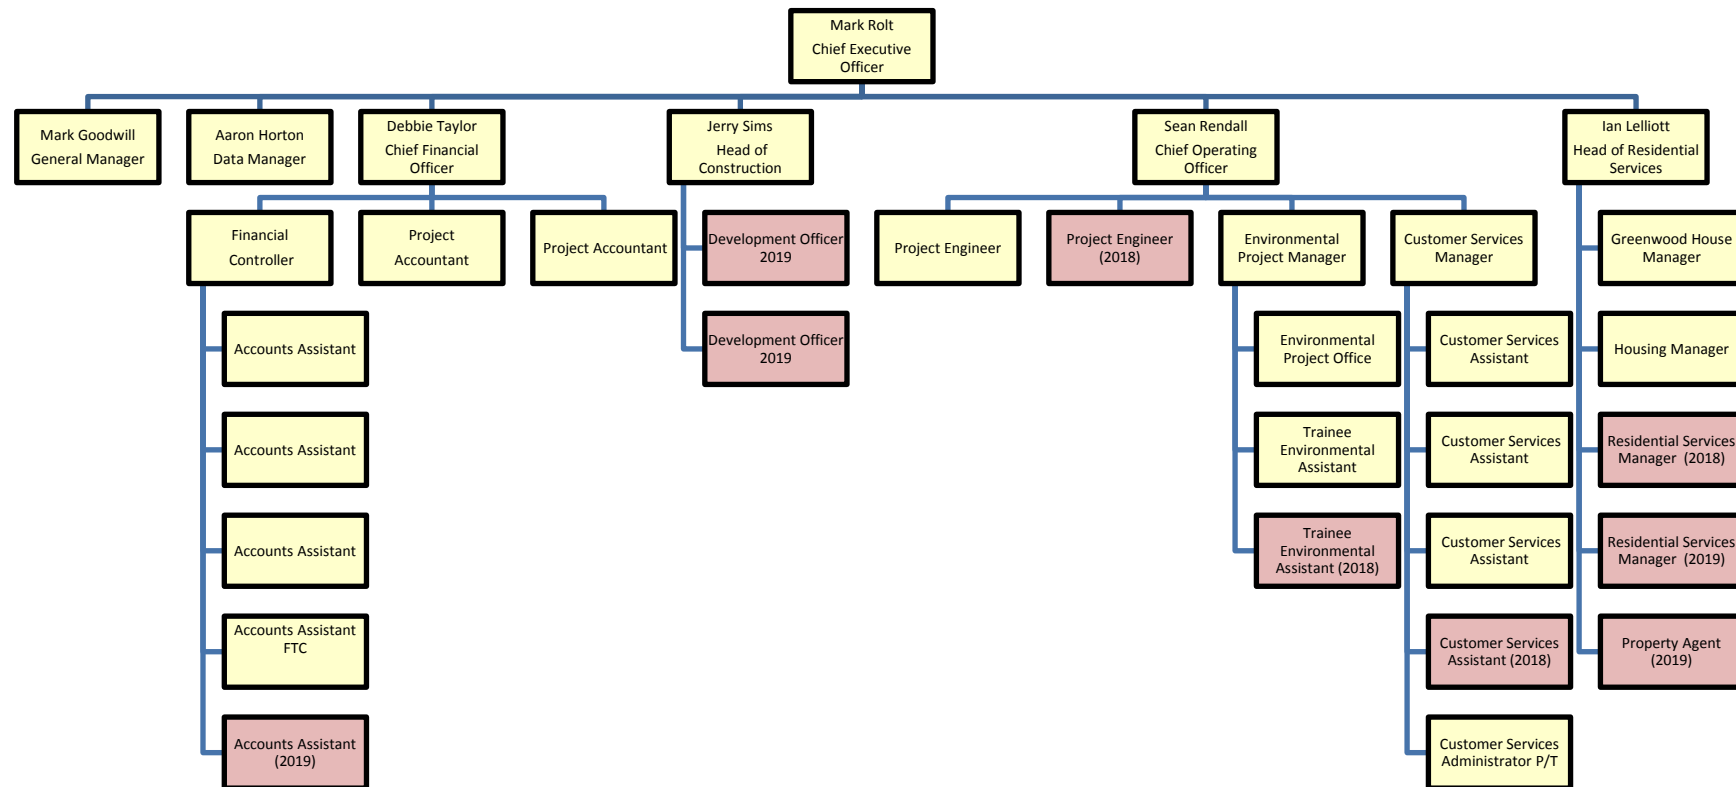 Mark Rolt
Chief Executive
Officer
Mark Goodwill
General Manager
Aaron Horton
Data Manager
Debbie Taylor
Chief Financial
Officer
Jerry Sims
Head of
Construction
Sean Rendall
Chief Operating
Officer
Ian Lelliott
Head of Residential
Services
Financial
Controller
Project
Accountant
Project Accountant
Development Officer
2019
Project Engineer
Project Engineer
(2018)
Environmental
Project Manager
Customer Services
Manager
Greenwood House
Manager
Accounts Assistant
Development Officer
2019
Environmental
Project Office
Customer Services
Assistant
Housing Manager
Accounts Assistant
Trainee
Environmental
Assistant
Customer Services
Assistant
Residential Services
Manager (2018)
Accounts Assistant
Trainee
Environmental
Assistant (2018)
Customer Services
Assistant
Residential Services
Manager (2019)
Accounts Assistant
FTC
Customer Services
Assistant (2018)
Property Agent
(2019)
Accounts Assistant
(2019)
Customer Services
Administrator P/T